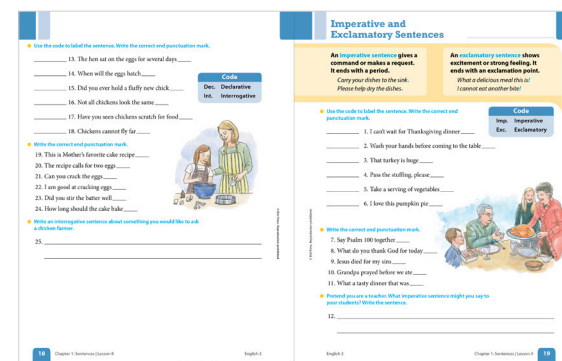 Use the code to label the sentence. Write the correct end punctuation mark.
13. The hen sat on the eggs for several days
14. When will the eggs hatch
15. Did you ever hold a fluffy new chick
16. Not all chickens look the same
17. Have you seen chickens scratch for food
18. Chickens cannot fly far
Code
Dec. Declarative
Int. Interrogative
Write the correct end punctuation mark.
19. This is Mother's favorite cake recipe
20. The recipe calls for two eggs
21. Can you crack the eggs
22. I am good at cracking eggs
23. Did you stir the batter well
24. How long should the cake bake
Write an interrogative sentence about something you would like to ask
a chicken farmer.
25.
18 Chapter 1: Sentences | Lesson 8
English 3
Imperative and
Exclamatory Sentences
An imperative sentence gives a
command or makes a request.
It ends with a period.
Carry your dishes to the sink.
Please help dry the dishes.
An exclamatory sentence shows
excitement or strong feeling. It
ends with an exclamation point.
What a delicious meal this is!
I cannot eat another bite!
Use the code to label the sentence. Write the correct end
punctuation mark.
Code
Imp. Imperative
Exc. Exclamatory
1. I can't wait for Thanksgiving dinner
2. Wash your hands before coming to the table
3. That turkey is huge
4. Pass the stuffing, please
5. Take a serving of vegetables
6. I love this pumpkin pie
Write the correct end punctuation mark.
7. Say Psalm 100 together
8. What do you thank God for today
9. Jesus died for my sins
10. Grandpa prayed before we ate
11. What a tasty dinner that was
Pretend you are a teacher. What imperative sentence might you say to
your students? Write the sentence.
12.
English 3
Chapter 1: Sentences | Lesson 9 19